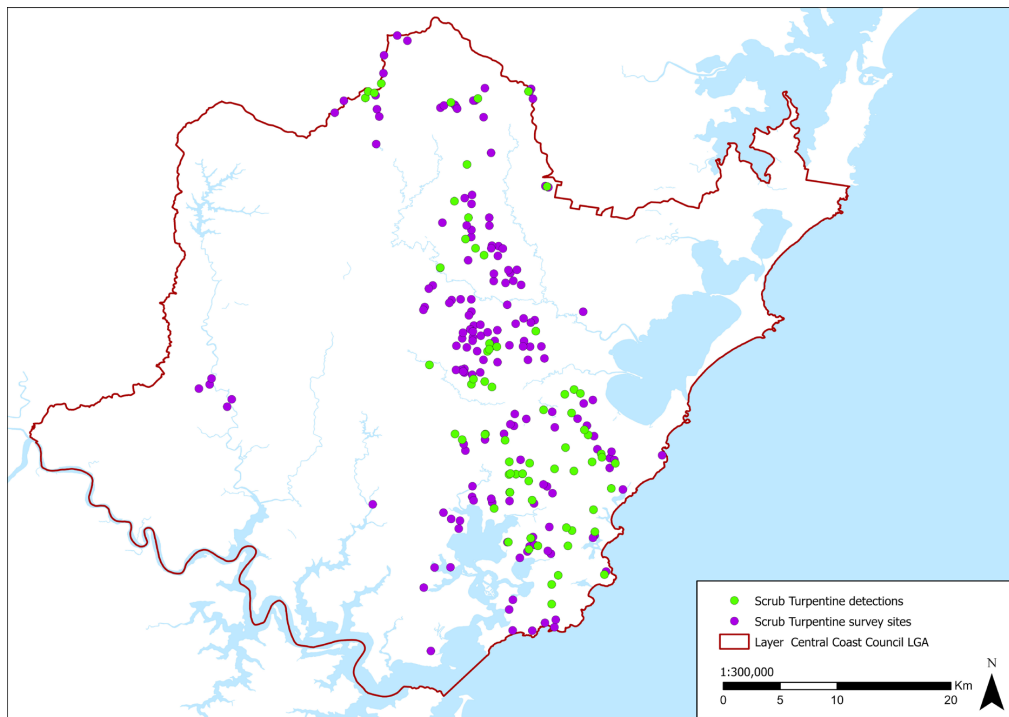 Scrub Turpentine detections
Scrub Turpentine survey sites
Layer Central Coast Council LGA
1:300,000
N
Km
0 5 10 20